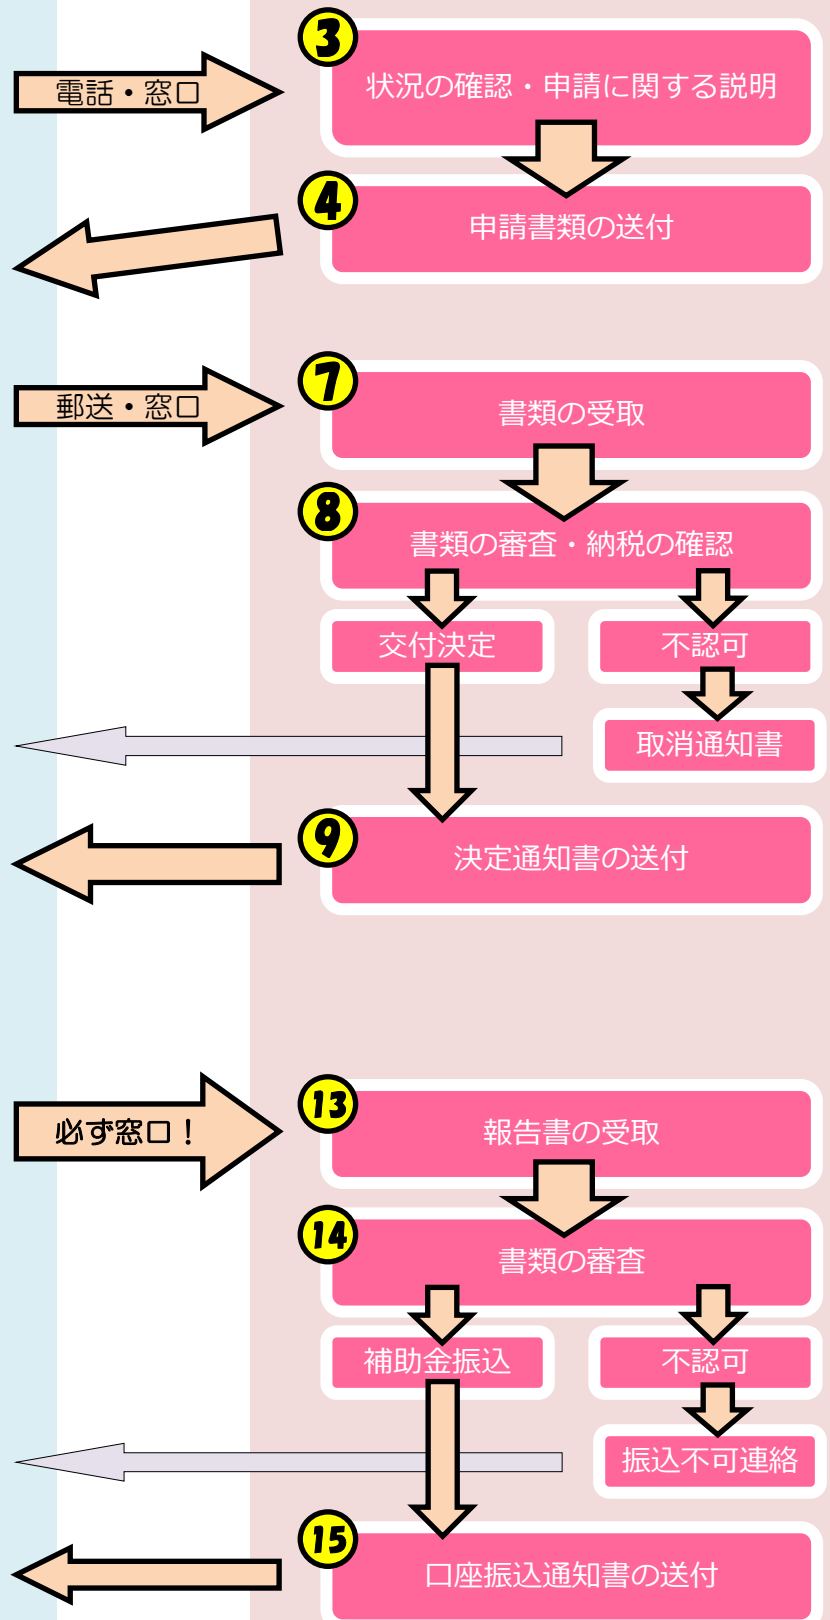 ③
状況の確認・申請に関する説明
電話・窓口
④
申請書類の送付
⑦
書類の受取
郵送・窓口
⑧
書類の審査・納税の確認
交付決定
不認可
取消通知書
⑨
決定通知書の送付
⑬
報告書の受取
必ず窓口！
⑭
書類の審査
補助金振込
不認可
振込不可連絡
⑮
口座振込通知書の送付